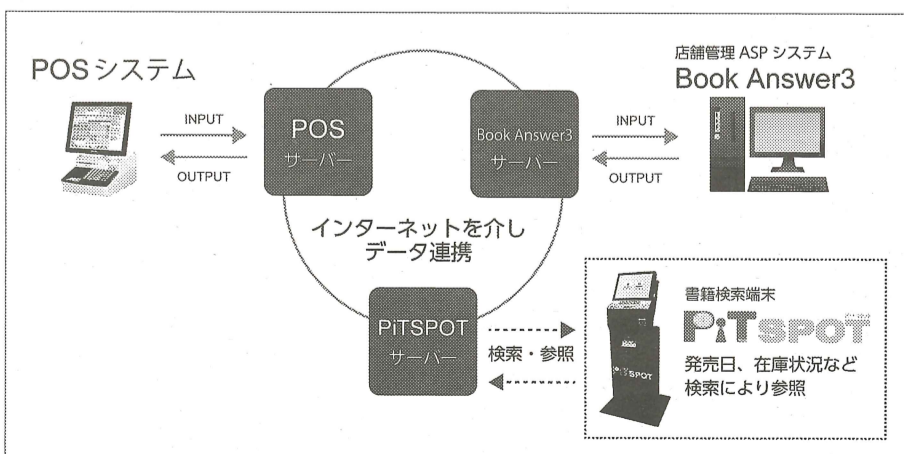 POSシステム
INPUT
OUTPUT
POS
サーバー
店舗管理 ASP システム
Book Answer3
Book Answer3
サーバー
INPUT
OUTPUT
インターネットを介し
データ連携
PiTSPOT
サーバー
検索・参照
書籍検索端末
PiTSPOT
発売日、在庫状況など
検索により参照
PiTSPOT